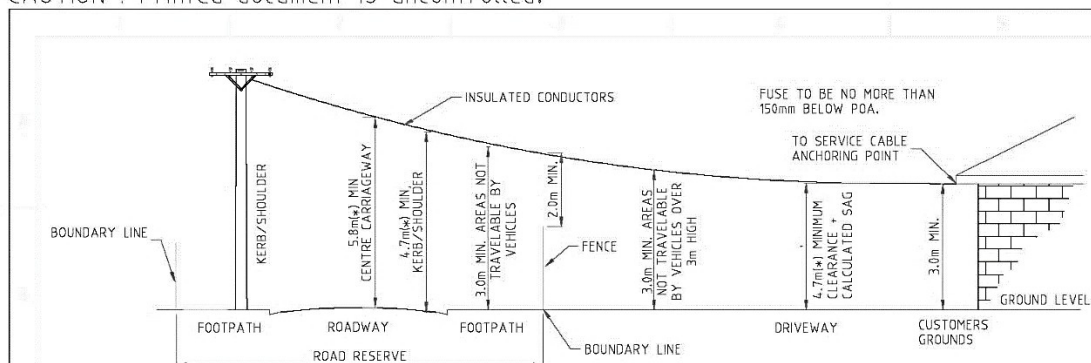 CAUTION : Printed document is uncontrolled.
INSULATED CONDUCTORS
FUSE TO BE NO MORE THAN
150mm BELOW POA.
TO SERVICE CABLE
ANCHORING POINT
BOUNDARY LINE
KERB/SHOULDER
5.8m(*) MIN
CENTRE CARRIAGEWAY
4.7m(*) MIN.
KERB/SHOULDER
3.0m MIN. AREAS NOT
TRAVELABLE BY
VEHICLES
2.0m MIN.
FENCE
3.0m MIN. AREAS
NOT TRAVELABLE
BY VEHICLES OVER
3m HIGH
4.7m(*) MINIMUM
CLEARANCE +
CALCULATED SAG
3.0m MIN.
GROUND LEVEL
FOOTPATH
ROADWAY
FOOTPATH
DRIVEWAY
CUSTOMERS
GROUNDS
BOUNDARY LINE
ROAD RESERVE